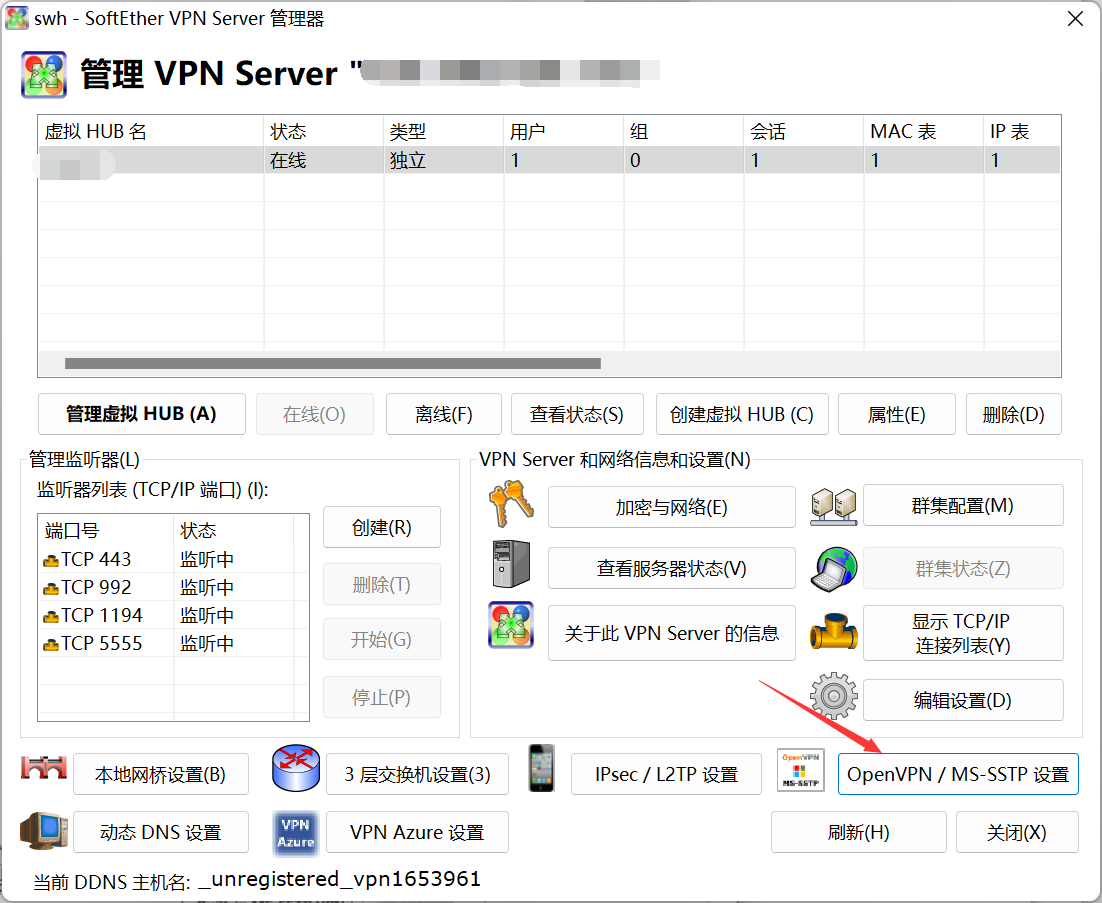 swh - SoftEther VPN Server 管理器
管理 VPN Server "
虚拟 HUB 名 状态 类型 用户 组 会话 MAC 表 IP 表
在线 独立 1 0 1 1 1
管理虚拟 HUB (A) 在线(O) 离线(F) 查看状态(S) 创建虚拟 HUB (C) 属性(E) 删除(D)
管理监听器(L)
监听器列表 (TCP/IP 端口) (I):
端口号 状态
TCP 443 监听中
TCP 992 监听中
TCP 1194 监听中
TCP 5555 监听中
创建(R)
删除(T)
开始(G)
停止(P)
VPN Server 和网络信息和设置(N)
加密与网络(E) 群集配置(M)
查看服务器状态(V) 群集状态(Z)
关于此 VPN Server 的信息 显示 TCP/IP
连接列表(Y)
编辑设置(D)
本地网桥设置(B) 3 层交换机设置(3) IPsec / L2TP 设置 OpenVPN MS-SSTP OpenVPN / MS-SSTP 设置
动态 DNS 设置 VPN Azure VPN Azure 设置 刷新(H) 关闭(X)
当前 DDNS 主机名: _unregistered_vpn1653961